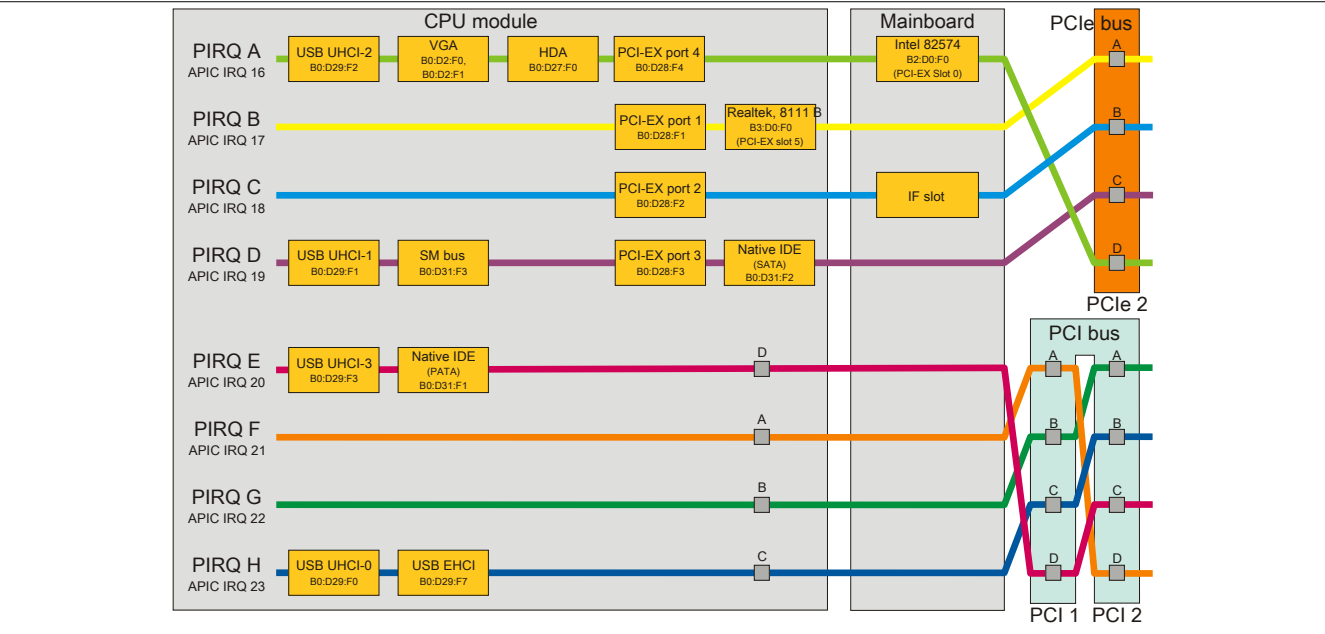 CPU module
Mainboard
PCIe bus
PIRQ A
APIC IRQ 16
USB UHCI-2
B0:D29:F2
VGA
B0:D2:F0,
B0:D2:F1
HDA
B0:D27:F0
PCI-EX port 4
B0:D28:F4
Intel 82574
B2:D0:F0
(PCI-EX Slot 0)
A
PIRQ B
APIC IRQ 17
PCI-EX port 1
B0:D28:F1
Realtek, 8111 B
B3:D0:F0
(PCI-EX slot 5)
B
PIRQ C
APIC IRQ 18
PCI-EX port 2
B0:D28:F2
IF slot
C
PIRQ D
APIC IRQ 19
USB UHCI-1
B0:D29:F1
SM bus
B0:D31:F3
PCI-EX port 3
B0:D28:F3
Native IDE
(SATA)
B0:D31:F2
D
PCIe 2
PCI bus
PIRQ E
APIC IRQ 20
USB UHCI-3
B0:D29:F3
Native IDE
(PATA)
B0:D31:F1
D
A
A
PIRQ F
APIC IRQ 21
A
B
B
PIRQ G
APIC IRQ 22
B
C
C
PIRQ H
APIC IRQ 23
USB UHCI-0
B0:D29:F0
USB EHCI
B0:D29:F7
C
D
D
PCI 1
PCI 2